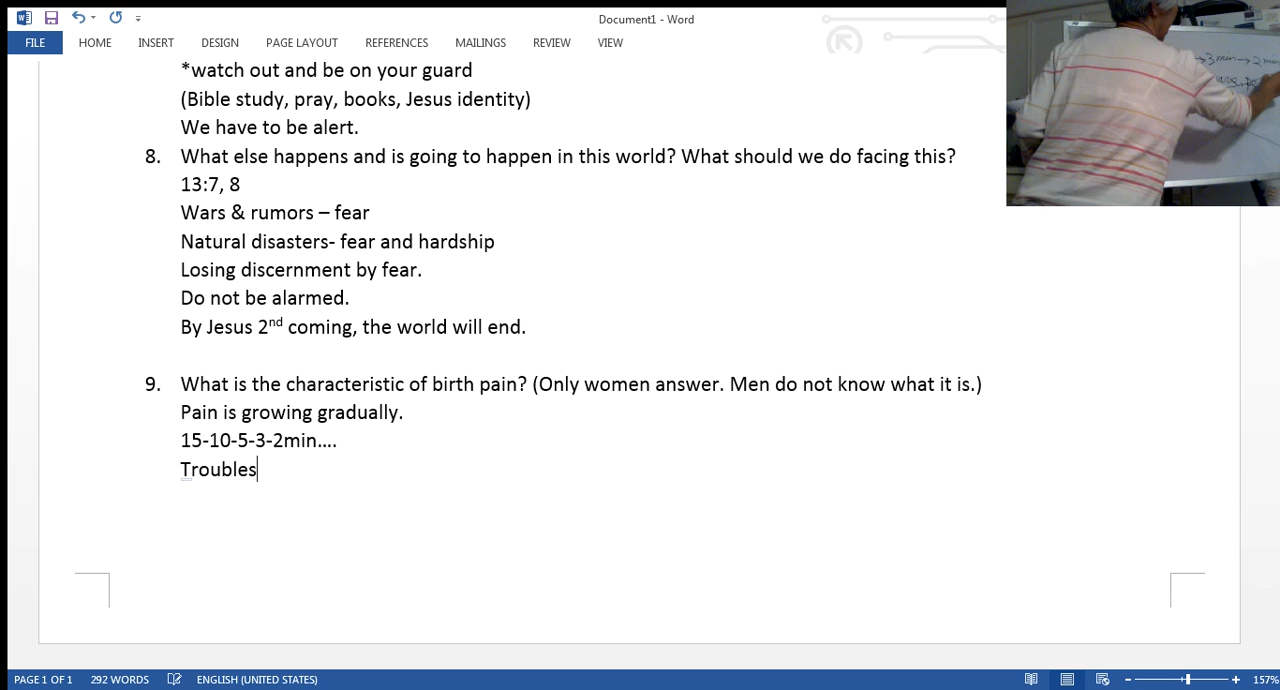 Document1 - Word
FILE HOME INSERT DESIGN PAGE LAYOUT REFERENCES MAILINGS REVIEW VIEW
*watch out and be on your guard
(Bible study, pray, books, Jesus identity)
We have to be alert.
8. What else happens and is going to happen in this world? What should we do facing this?
13:7, 8
Wars & rumors – fear
Natural disasters- fear and hardship
Losing discernment by fear.
Do not be alarmed.
By Jesus 2nd coming, the world will end.
9. What is the characteristic of birth pain? (Only women answer. Men do not know what it is.)
Pain is growing gradually.
15-10-5-3-2min....
Troubles
→ 3 min → 2 min
PAGE 1 OF 1 292 WORDS ENGLISH (UNITED STATES) 157%